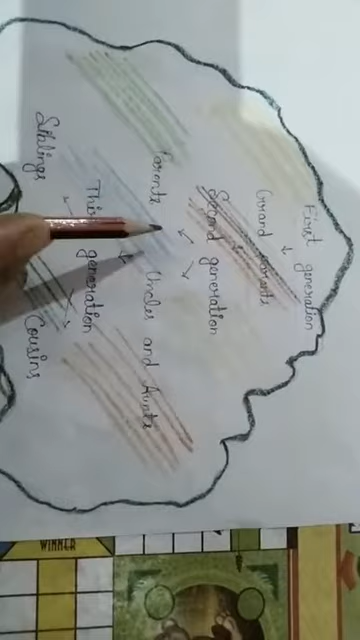 First generation
Grand parents
Second generation
Parents Uncles and Aunts
Third generation
Siblings Cousins
WINNER